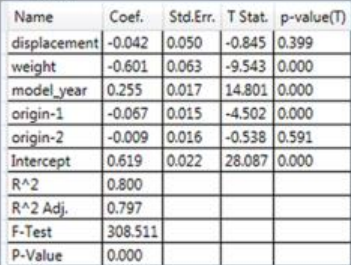 Name Coef. Std.Err. T Stat. p-value(T)
displacement -0.042 0.050 -0.845 0.399
weight -0.601 0.063 -9.543 0.000
model_year 0.255 0.017 14.801 0.000
origin-1 -0.067 0.015 -4.502 0.000
origin-2 -0.009 0.016 -0.538 0.591
Intercept 0.619 0.022 28.087 0.000
R^2 0.800
R^2 Adj. 0.797
F-Test 308.511
P-Value 0.000